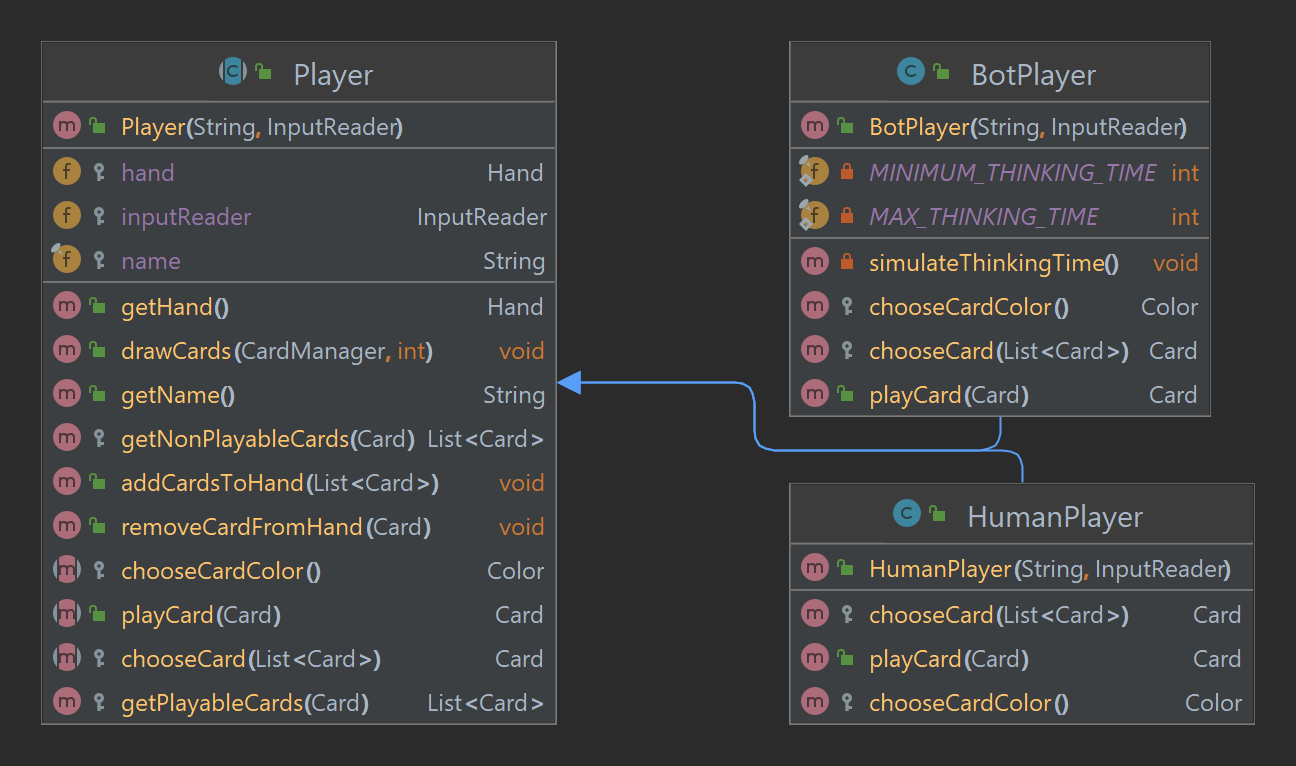 Player
Player(String, InputReader)
hand Hand
inputReader InputReader
name String
getHand() Hand
drawCards(CardManager, int) void
getName() String
getNonPlayableCards(Card) List<Card>
addCardsToHand(List<Card>) void
removeCardFromHand(Card) void
chooseCardColor() Color
playCard(Card) Card
chooseCard(List<Card>) Card
getPlayableCards(Card) List<Card>
BotPlayer
BotPlayer(String, InputReader)
MINIMUM_THINKING_TIME int
MAX_THINKING_TIME int
simulateThinkingTime() void
chooseCardColor() Color
chooseCard(List<Card>) Card
playCard(Card) Card
HumanPlayer
HumanPlayer(String, InputReader)
chooseCard(List<Card>) Card
playCard(Card) Card
chooseCardColor() Color